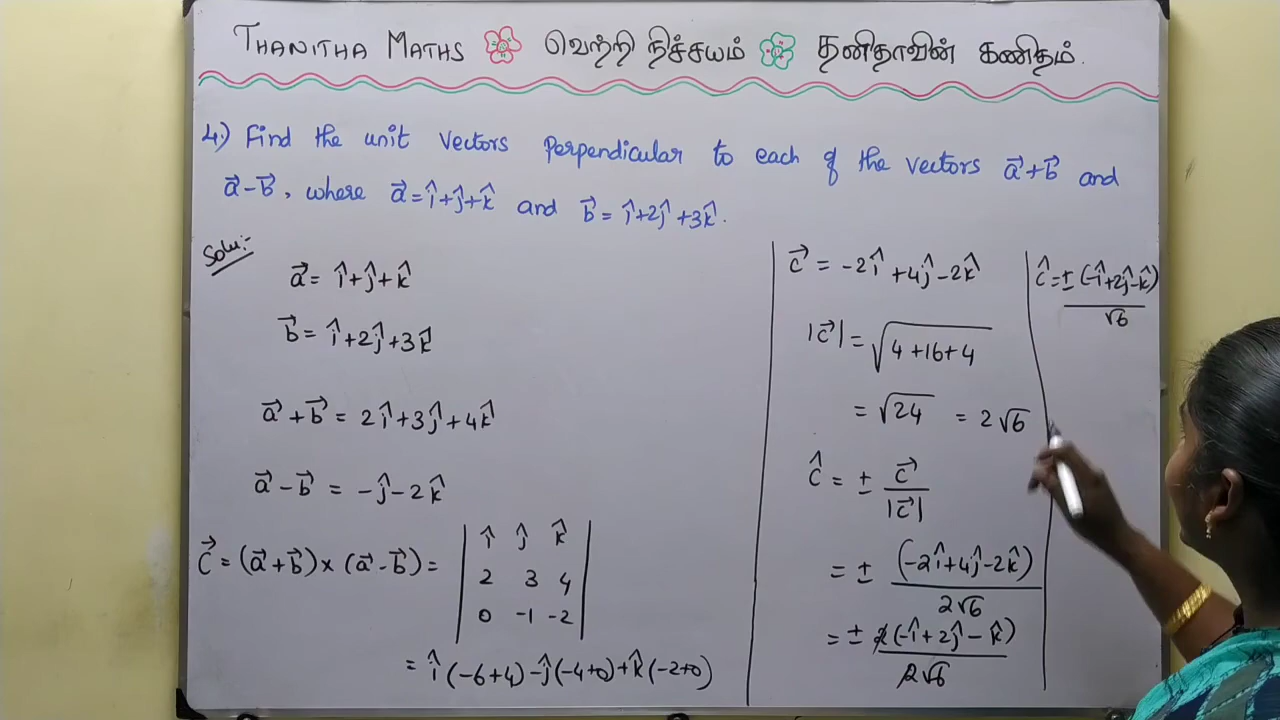 THANITHA MATHS வெற்றி நிச்சயம் தனிதாவின் கணிதம்.
4.) Find the unit vectors perpendicular to each of the vectors a⃗+b⃗ and
a⃗-b⃗, where a⃗=î+ĵ+k̂ and b⃗=î+2ĵ+3k̂.
Solu:-
a⃗= î+ĵ+k̂
b⃗= î+2ĵ+3k̂
a⃗+b⃗ = 2î+3ĵ+4k̂
a⃗-b⃗ = -ĵ-2k̂
c⃗ = (a⃗+b⃗)×(a⃗-b⃗) = | î ĵ k̂ |
| 2 3 4 |
| 0 -1 -2 |
= î(-6+4)-ĵ(-4+0)+k̂(-2+0)
c⃗ = -2î+4ĵ-2k̂
|c⃗| = √(4+16+4)
= √24 = 2√6
ĉ = ± c⃗/|c⃗|
= ± (-2î+4ĵ-2k̂)/2√6
= ± 2(-î+2ĵ-k̂)/2√6
ĉ=± (-î+2ĵ-k̂)/√6